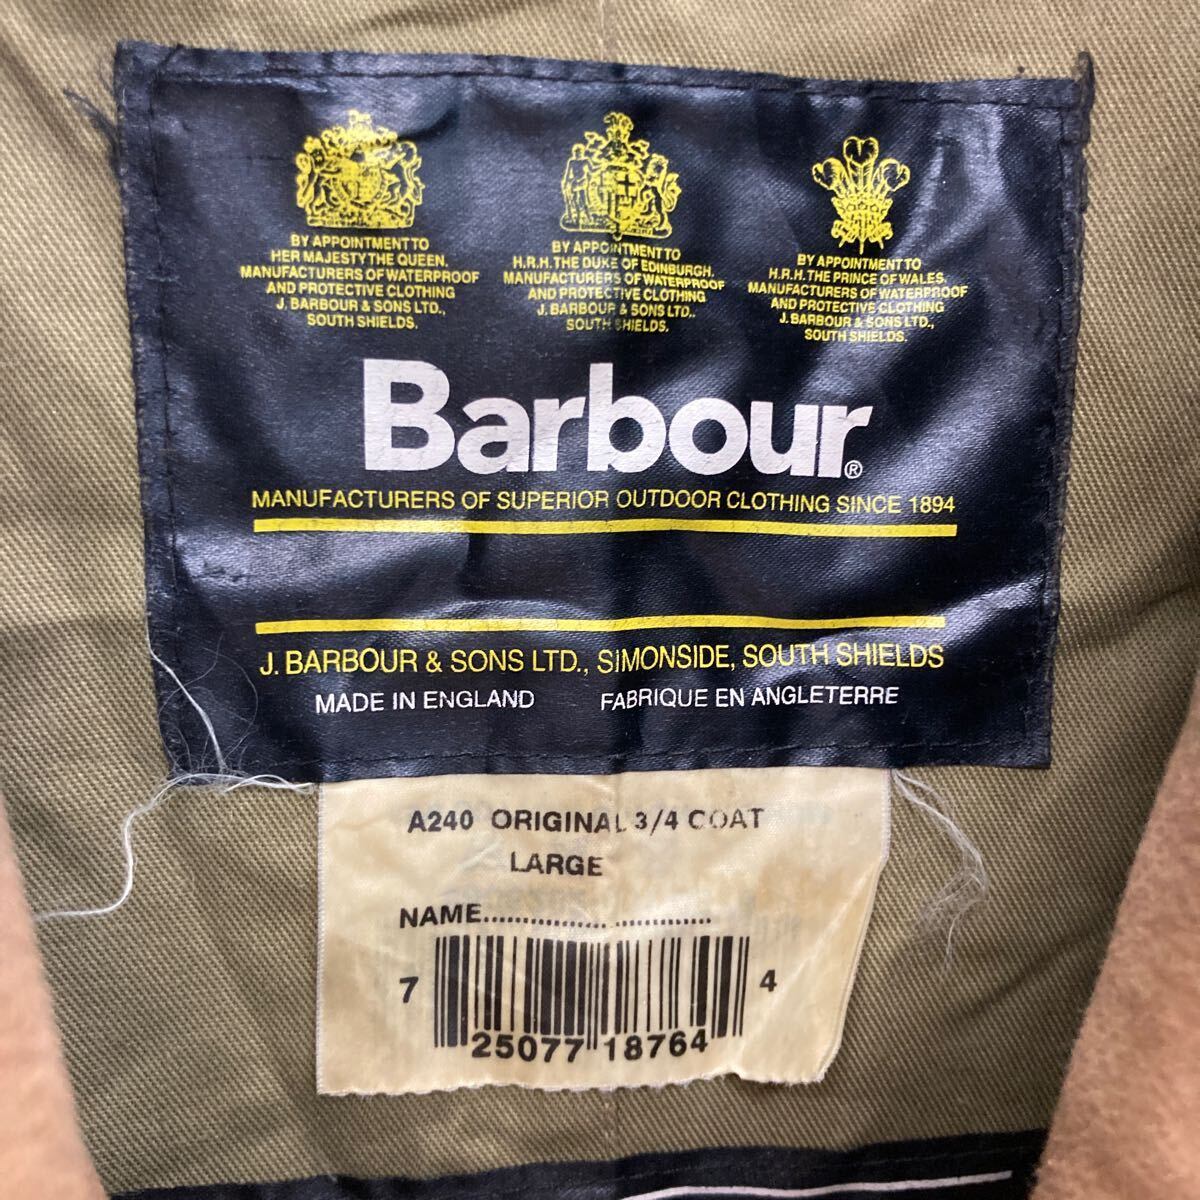 BY APPOINTMENT TO
HER MAJESTY THE QUEEN.
MANUFACTURERS OF WATERPROOF
AND PROTECTIVE CLOTHING
J. BARBOUR & SONS LTD.,
SOUTH SHIELDS.
BY APPOINTMENT TO
H.R.H. THE DUKE OF EDINBURGH.
MANUFACTURERS OF WATERPROOF
AND PROTECTIVE CLOTHING
J. BARBOUR & SONS LTD..
SOUTH SHIELDS.
BY APPOINTMENT TO
H.R.H. THE PRINCE OF WALES.
MANUFACTURERS OF WATERPROOF
AND PROTECTIVE CLOTHING
J. BARBOUR & SONS LTD.,
SOUTH SHIELDS.
Barbour®
MANUFACTURERS OF SUPERIOR OUTDOOR CLOTHING SINCE 1894
J. BARBOUR & SONS LTD., SIMONSIDE, SOUTH SHIELDS
MADE IN ENGLAND FABRIQUE EN ANGLETERRE
A240 ORIGINAL 3/4 COAT
LARGE
NAME..............................
7 25077 18764 4